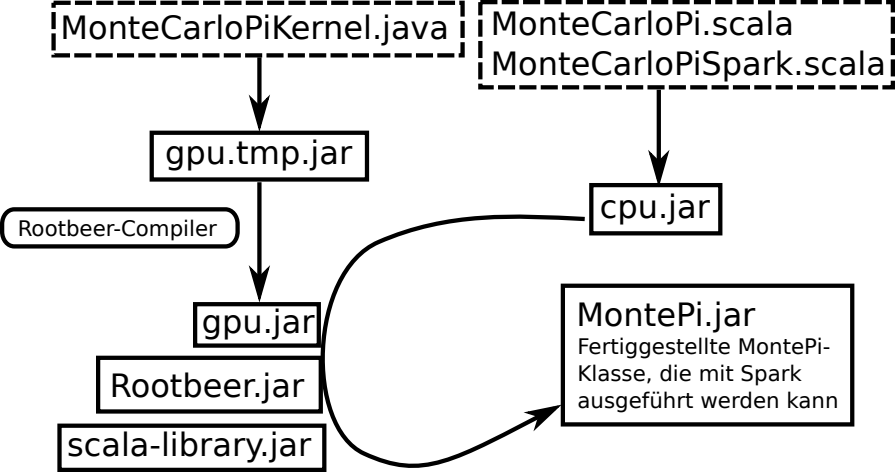 MonteCarloPiKernel.java
MonteCarloPi.scala
MonteCarloPiSpark.scala
gpu.tmp.jar
cpu.jar
Rootbeer-Compiler
gpu.jar
Rootbeer.jar
scala-library.jar
MontePi.jar
Fertiggestellte MontePi-
Klasse, die mit Spark
ausgeführt werden kann